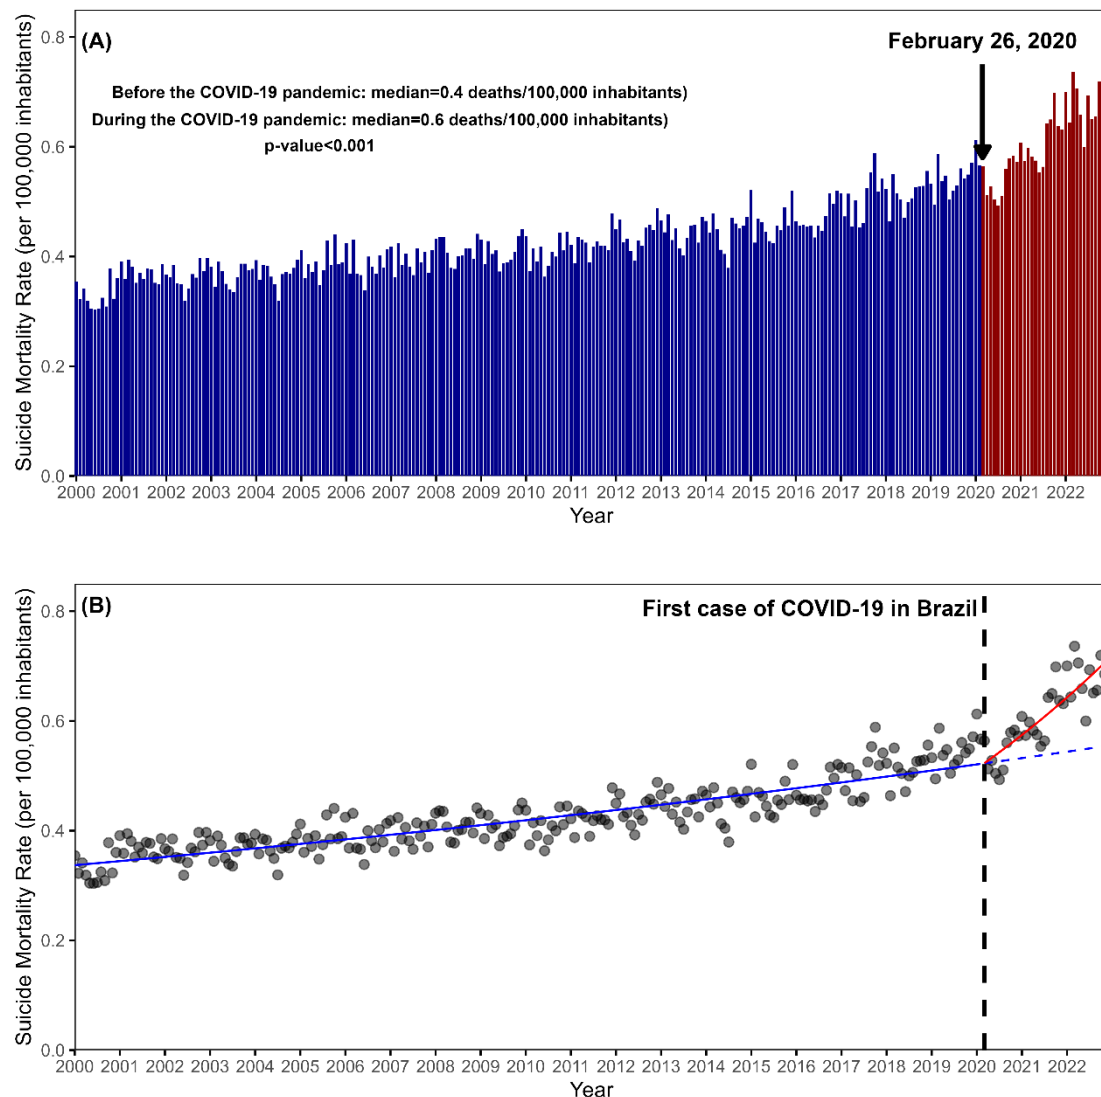 (A)
February 26, 2020
Before the COVID-19 pandemic: median=0.4 deaths/100,000 inhabitants)
During the COVID-19 pandemic: median=0.6 deaths/100,000 inhabitants)
p-value<0.001
Suicide Mortality Rate (per 100,000 inhabitants)
0.8
0.6
0.4
0.2
0.0
2000 2001 2002 2003 2004 2005 2006 2007 2008 2009 2010 2011 2012 2013 2014 2015 2016 2017 2018 2019 2020 2021 2022
Year
(B)
First case of COVID-19 in Brazil
Suicide Mortality Rate (per 100,000 inhabitants)
0.8
0.6
0.4
0.2
0.0
2000 2001 2002 2003 2004 2005 2006 2007 2008 2009 2010 2011 2012 2013 2014 2015 2016 2017 2018 2019 2020 2021 2022
Year